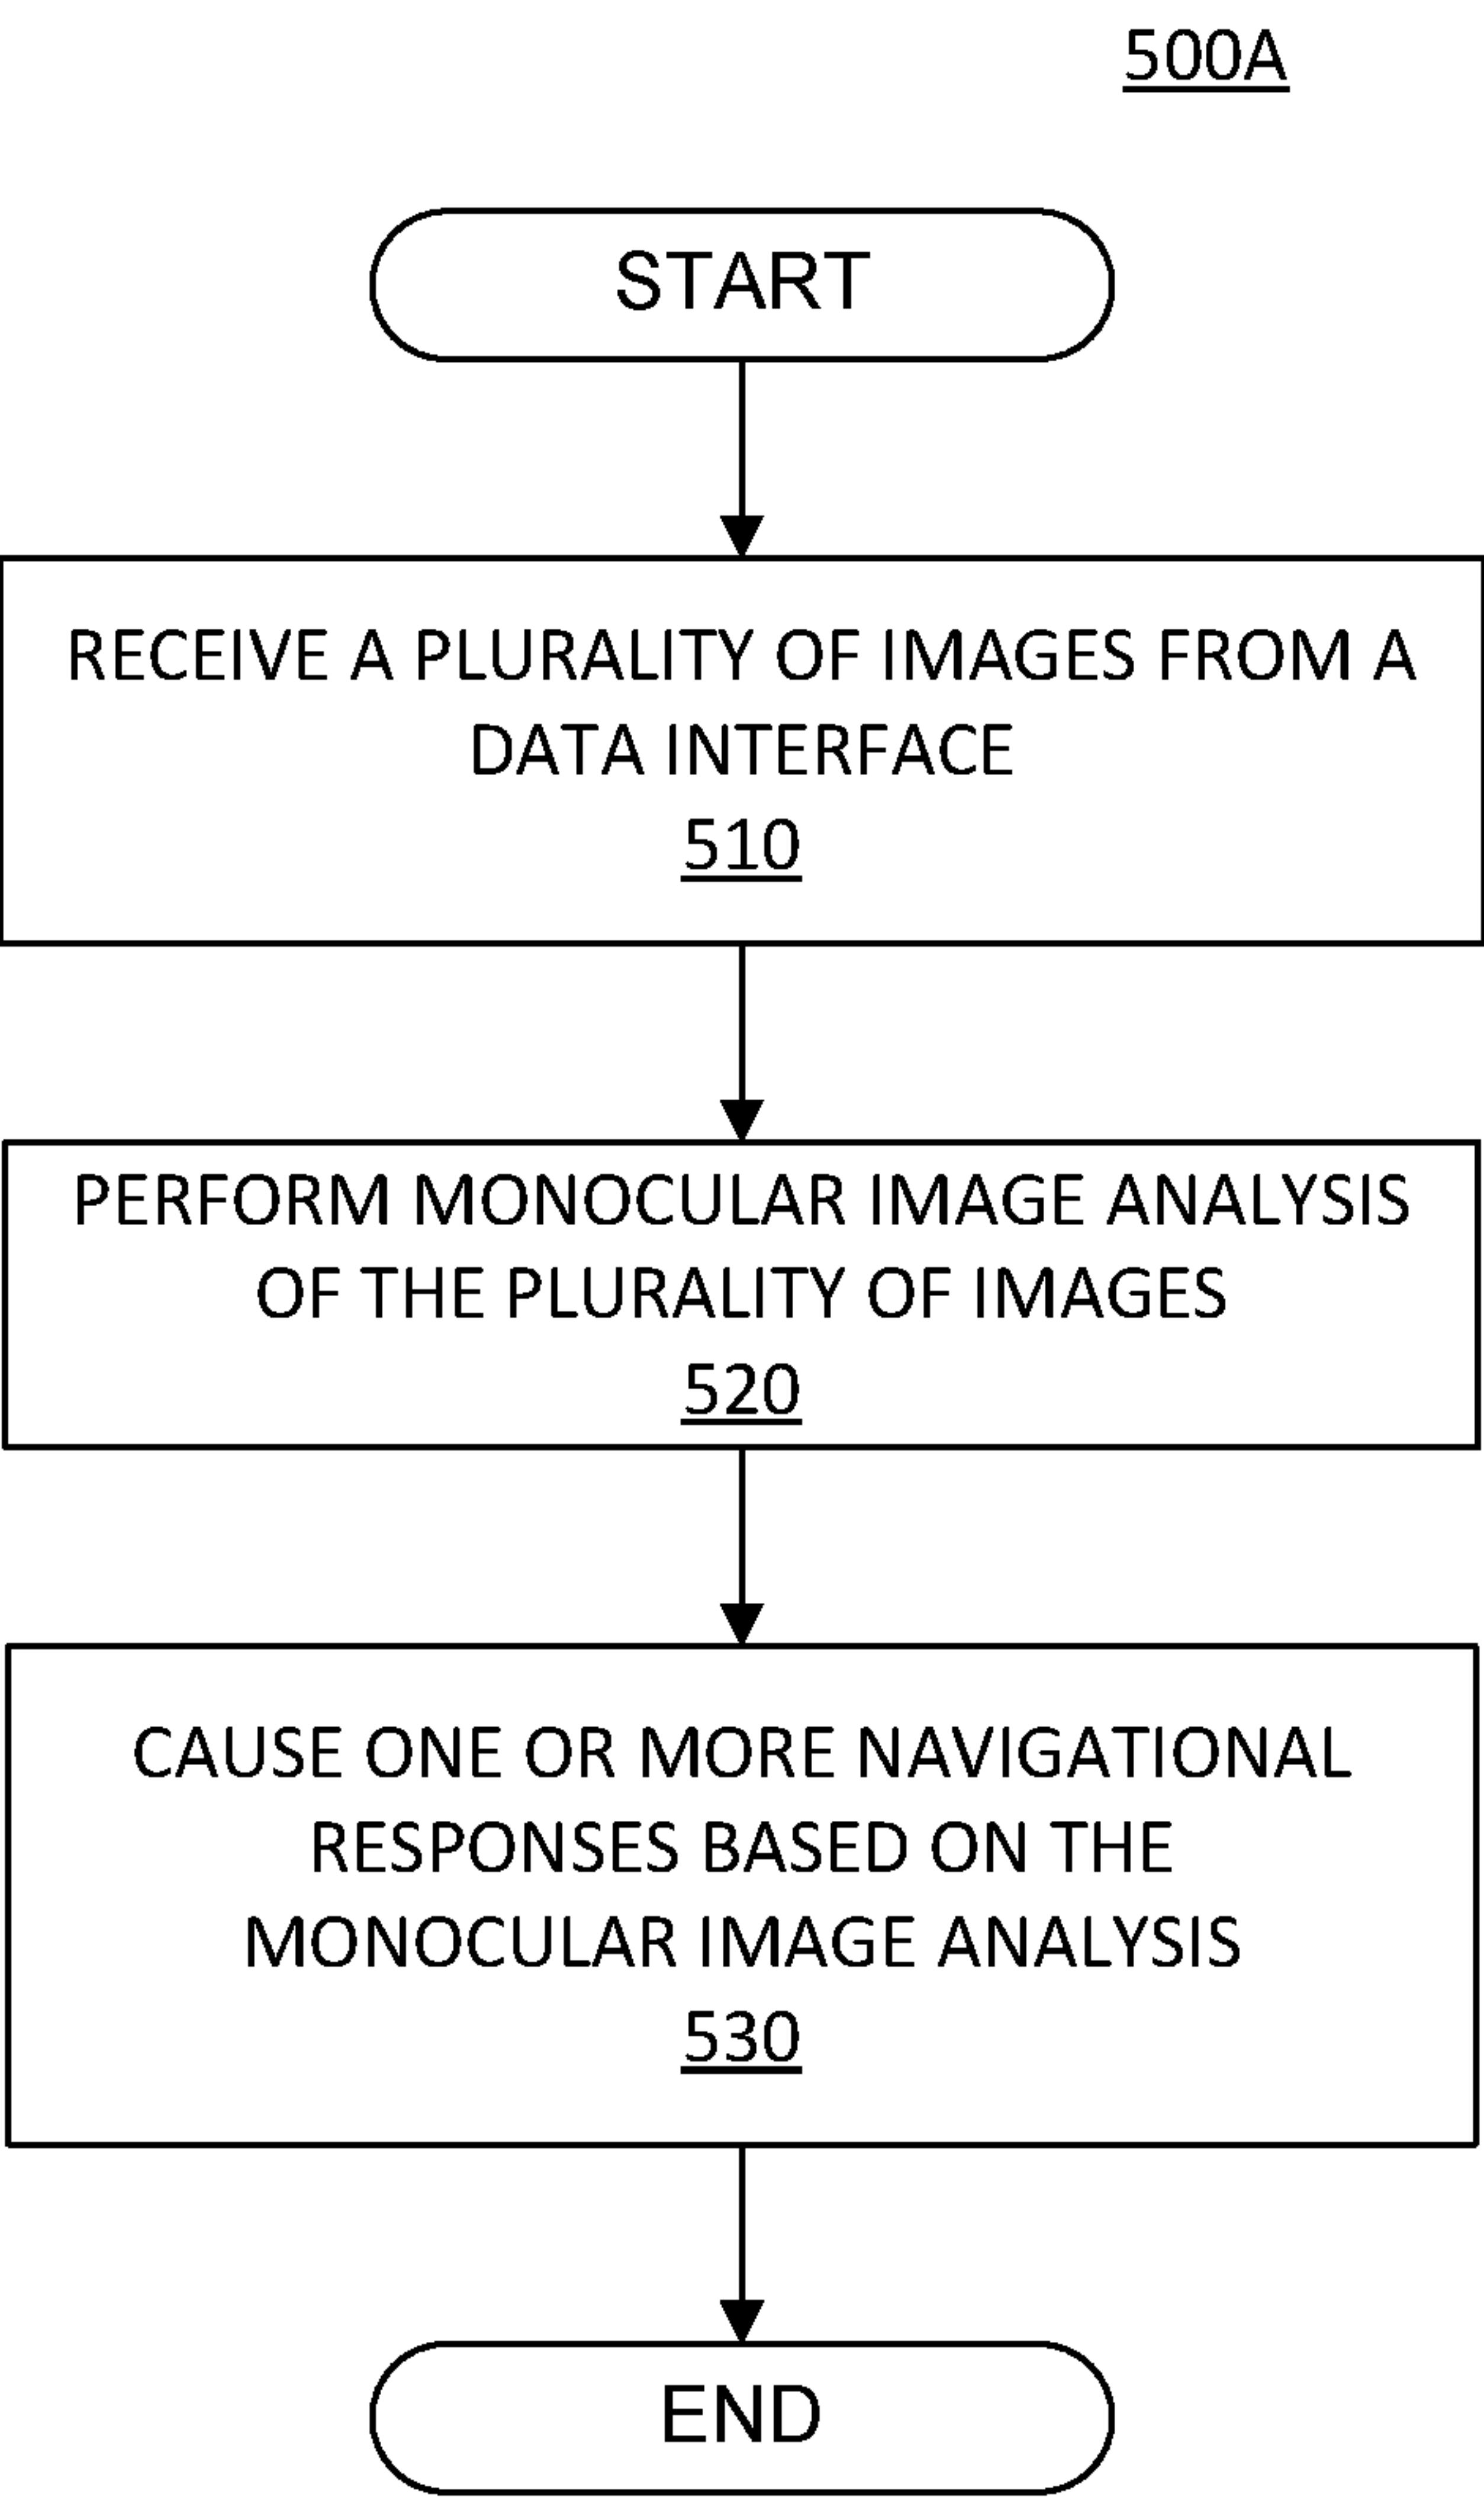 500A
START
RECEIVE A PLURALITY OF IMAGES FROM A
DATA INTERFACE
510
PERFORM MONOCULAR IMAGE ANALYSIS
OF THE PLURALITY OF IMAGES
520
CAUSE ONE OR MORE NAVIGATIONAL
RESPONSES BASED ON THE
MONOCULAR IMAGE ANALYSIS
530
END